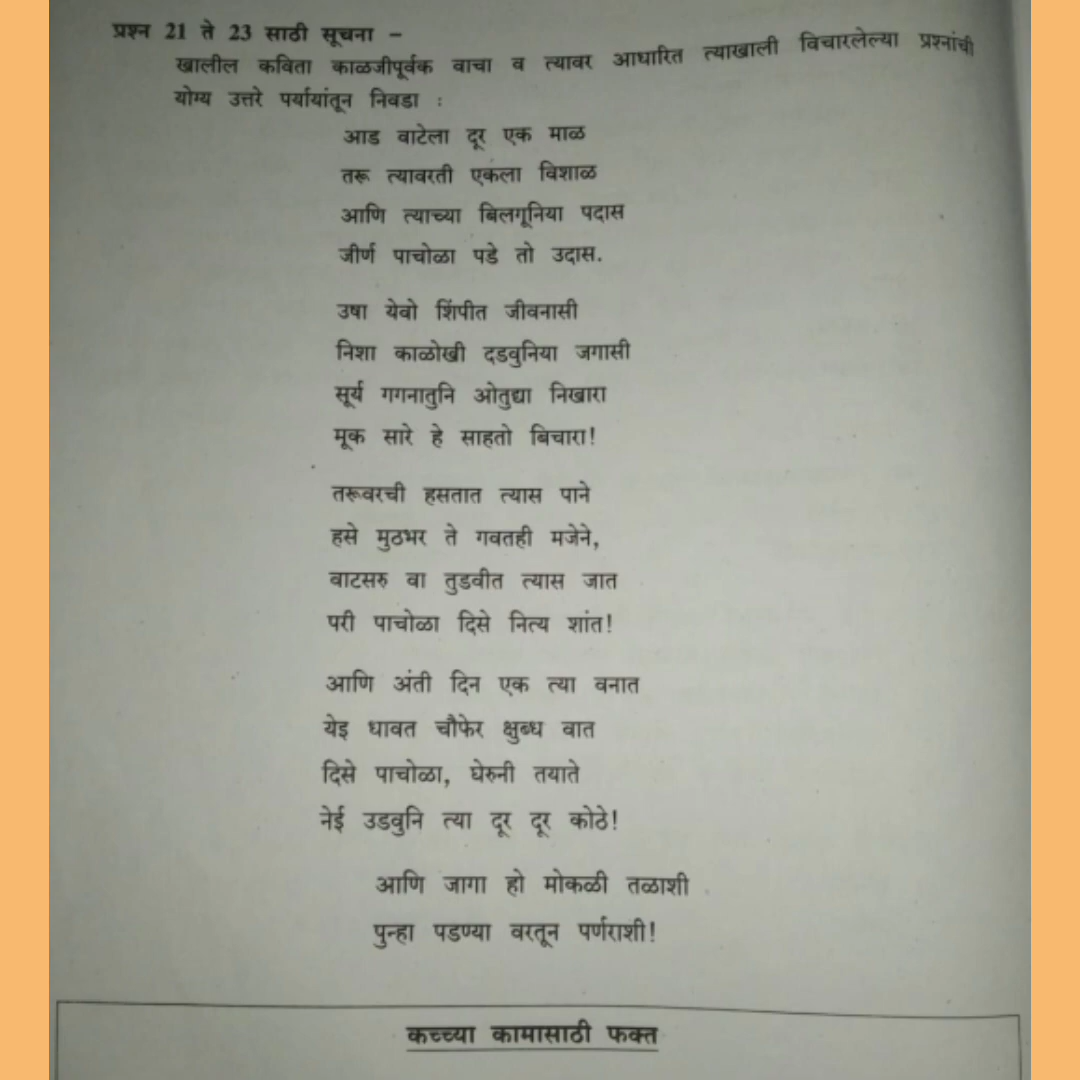 प्रश्न 21 ते 23 साठी सूचना –
खालील कविता काळजीपूर्वक वाचा व त्यावर आधारित त्याखाली विचारलेल्या प्रश्नांची
योग्य उत्तरे पर्यायांतून निवडा :
आड वाटेला दूर एक माळ
तरू त्यावरती एकला विशाळ
आणि त्याच्या बिलगूनिया पदास
जीर्ण पाचोळा पडे तो उदास.
उषा येवो शिंपीत जीवनासी
निशा काळोखी दडवुनिया जगासी
सूर्य गगनातुनि ओतुद्या निखारा
मूक सारे हे साहतो बिचारा!
तरूवरची हसतात त्यास पाने
हसे मुठभर ते गवतही मजेने,
वाटसरु वा तुडवीत त्यास जात
परी पाचोळा दिसे नित्य शांत!
आणि अंती दिन एक त्या वनात
येइ धावत चौफेर क्षुब्ध वात
दिसे पाचोळा, घेरुनी तयाते
नेई उडवुनि त्या दूर दूर कोठे!
आणि जागा हो मोकळी तळाशी
पुन्हा पडण्या वरतून पर्णराशी!
कच्च्या कामासाठी फक्त